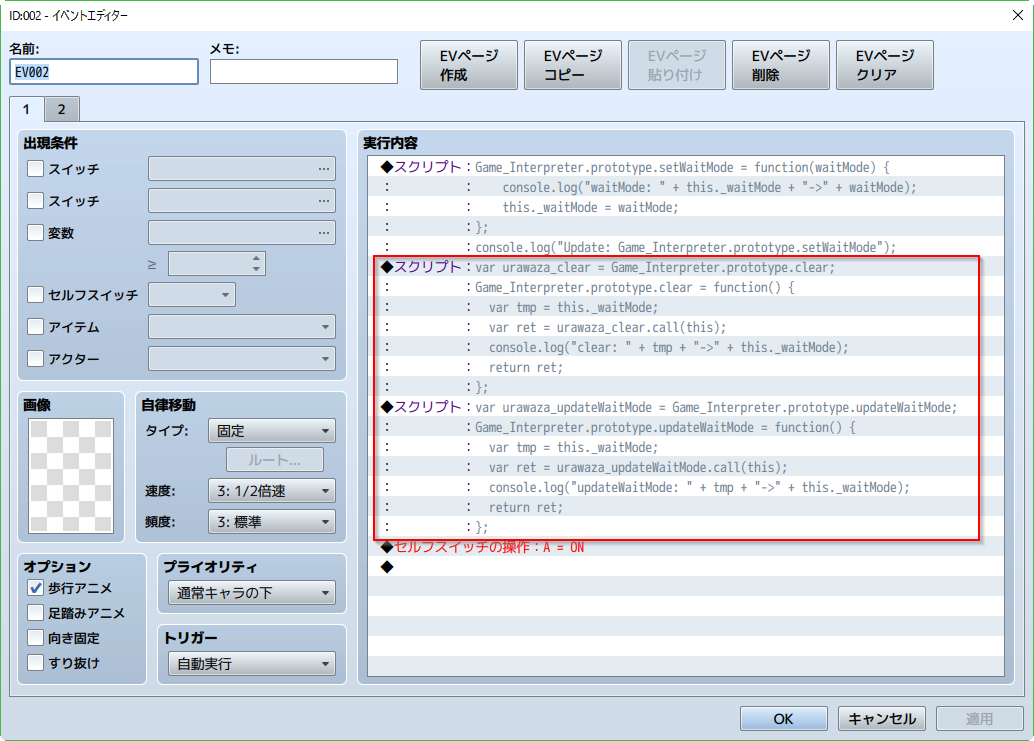 ID:002 - イベントエディター
名前:
メモ:
EV002
EVページ
作成
EVページ
コピー
EVページ
貼り付け
EVページ
削除
EVページ
クリア
1
2
出現条件
スイッチ
...
スイッチ
...
変数
...
≥
セルフスイッチ
アイテム
アクター
画像
自律移動
タイプ:
固定
ルート...
速度:
3: 1/2倍速
頻度:
3: 標準
オプション
歩行アニメ
足踏みアニメ
向き固定
すり抜け
プライオリティ
通常キャラの下
トリガー
自動実行
実行内容
◆スクリプト：Game_Interpreter.prototype.setWaitMode = function(waitMode) {
:　　　　　：    console.log("waitMode: " + this._waitMode + "->" + waitMode);
:　　　　　：    this._waitMode = waitMode;
:　　　　　：};
:　　　　　：console.log("Update: Game_Interpreter.prototype.setWaitMode");
◆スクリプト：var urawaza_clear = Game_Interpreter.prototype.clear;
:　　　　　：Game_Interpreter.prototype.clear = function() {
:　　　　　：  var tmp = this._waitMode;
:　　　　　：  var ret = urawaza_clear.call(this);
:　　　　　：  console.log("clear: " + tmp + "->" + this._waitMode);
:　　　　　：  return ret;
:　　　　　：};
◆スクリプト：var urawaza_updateWaitMode = Game_Interpreter.prototype.updateWaitMode;
:　　　　　：Game_Interpreter.prototype.updateWaitMode = function() {
:　　　　　：  var tmp = this._waitMode;
:　　　　　：  var ret = urawaza_updateWaitMode.call(this);
:　　　　　：  console.log("updateWaitMode: " + tmp + "->" + this._waitMode);
:　　　　　：  return ret;
:　　　　　：};
◆セルフスイッチの操作：A = ON
◆
OK
キャンセル
適用